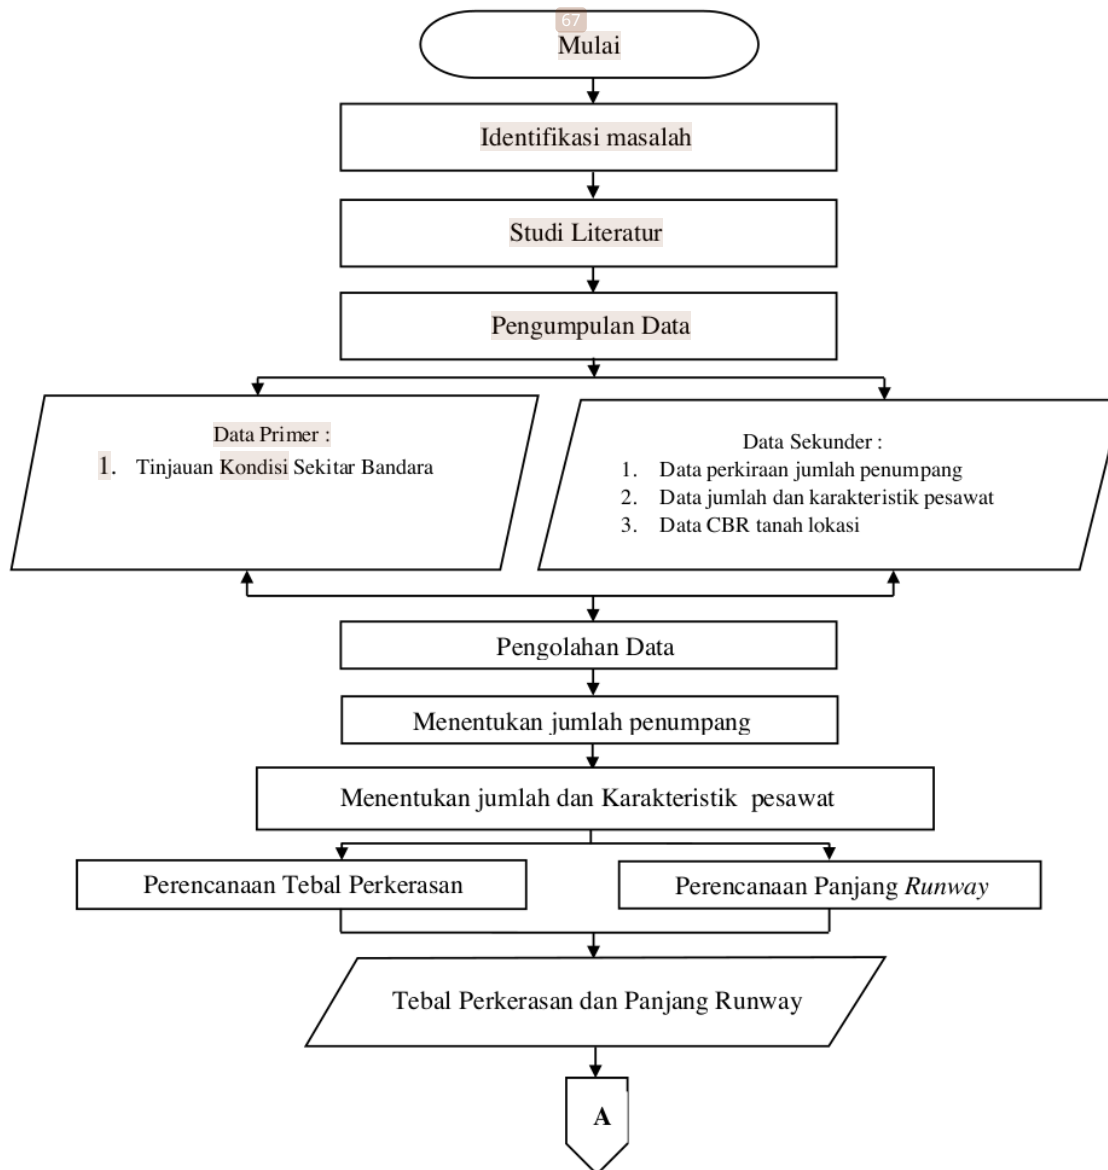 67
Mulai
Identifikasi masalah
Studi Literatur
Pengumpulan Data
Data Primer :
1. Tinjauan Kondisi Sekitar Bandara
Data Sekunder :
1. Data perkiraan jumlah penumpang
2. Data jumlah dan karakteristik pesawat
3. Data CBR tanah lokasi
Pengolahan Data
Menentukan jumlah penumpang
Menentukan jumlah dan Karakteristik pesawat
Perencanaan Tebal Perkerasan
Perencanaan Panjang Runway
Tebal Perkerasan dan Panjang Runway
A